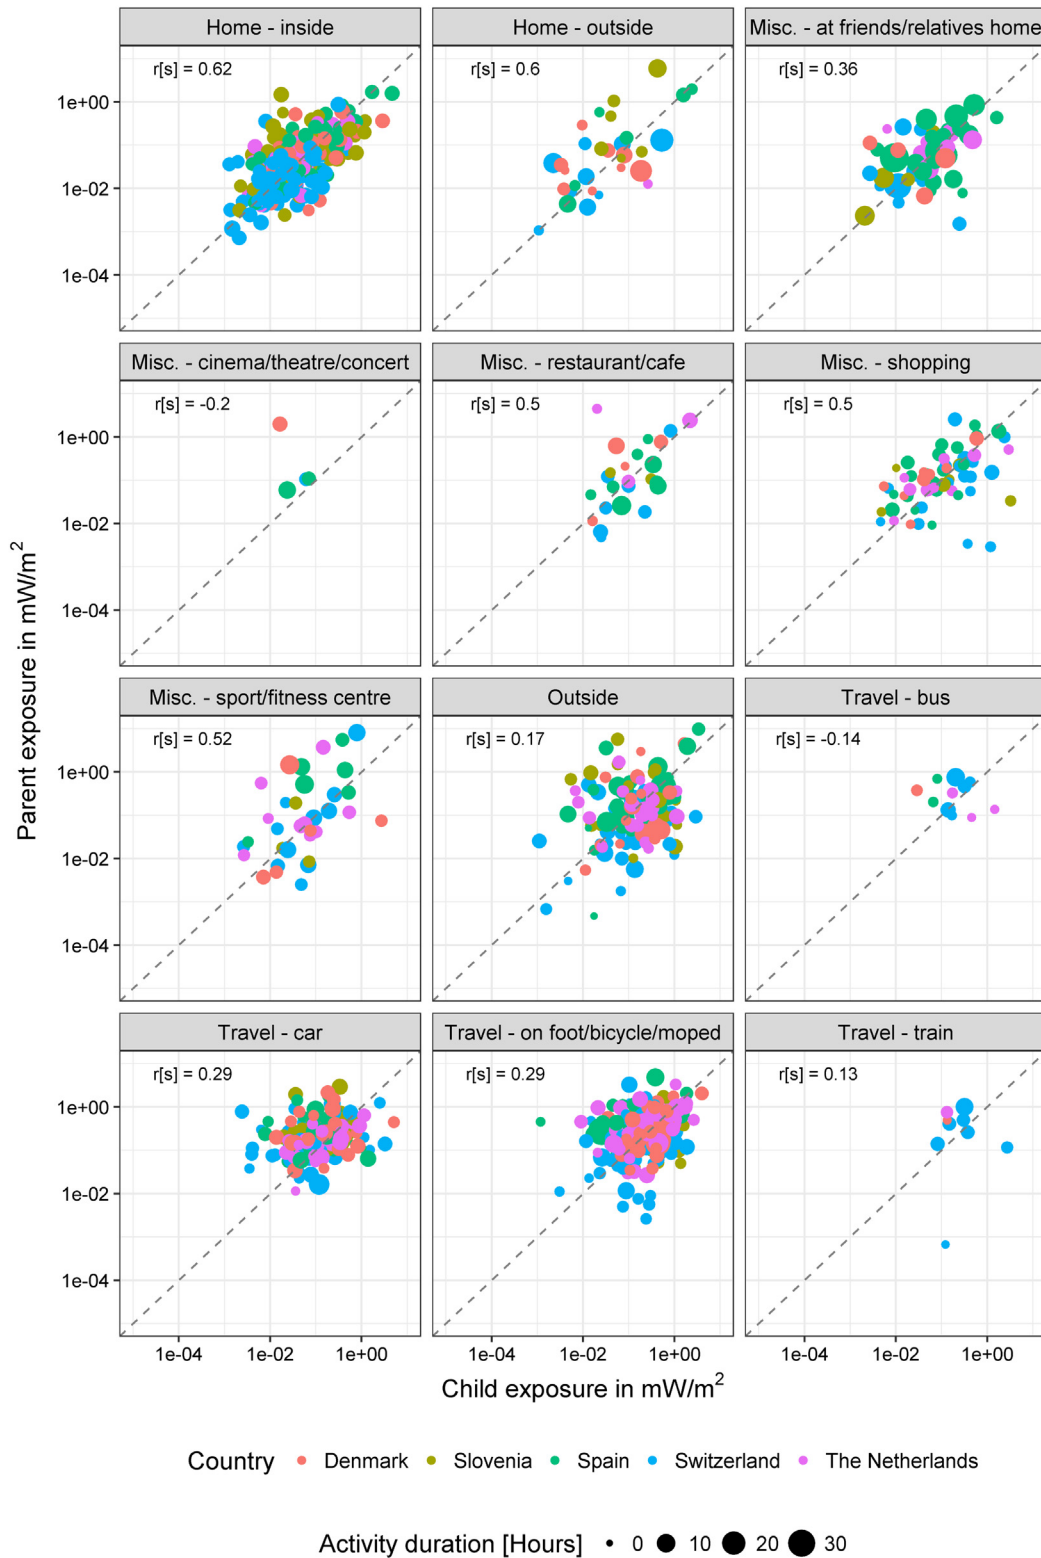 Home - inside
Home - outside
Misc. - at friends/relatives home
r[s] = 0.62
r[s] = 0.6
r[s] = 0.36
1e+00
1e-02
1e-04
Misc. - cinema/theatre/concert
Misc. - restaurant/cafe
Misc. - shopping
r[s] = -0.2
r[s] = 0.5
r[s] = 0.5
1e+00
1e-02
1e-04
Parent exposure in mW/m²
Misc. - sport/fitness centre
Outside
Travel - bus
r[s] = 0.52
r[s] = 0.17
r[s] = -0.14
1e+00
1e-02
1e-04
Travel - car
Travel - on foot/bicycle/moped
Travel - train
r[s] = 0.29
r[s] = 0.29
r[s] = 0.13
1e+00
1e-02
1e-04
1e-04 1e-02 1e+00
1e-04 1e-02 1e+00
1e-04 1e-02 1e+00
Child exposure in mW/m²
Country Denmark Slovenia Spain Switzerland The Netherlands
Activity duration [Hours] 0 10 20 30